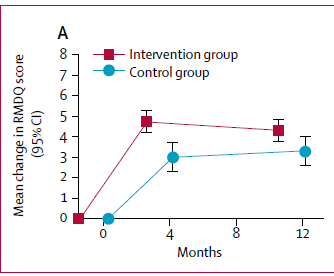 A
Mean change in RMDQ score
(95% CI)
8
7
6
5
4
3
2
1
0
Intervention group
Control group
0
4
8
12
Months